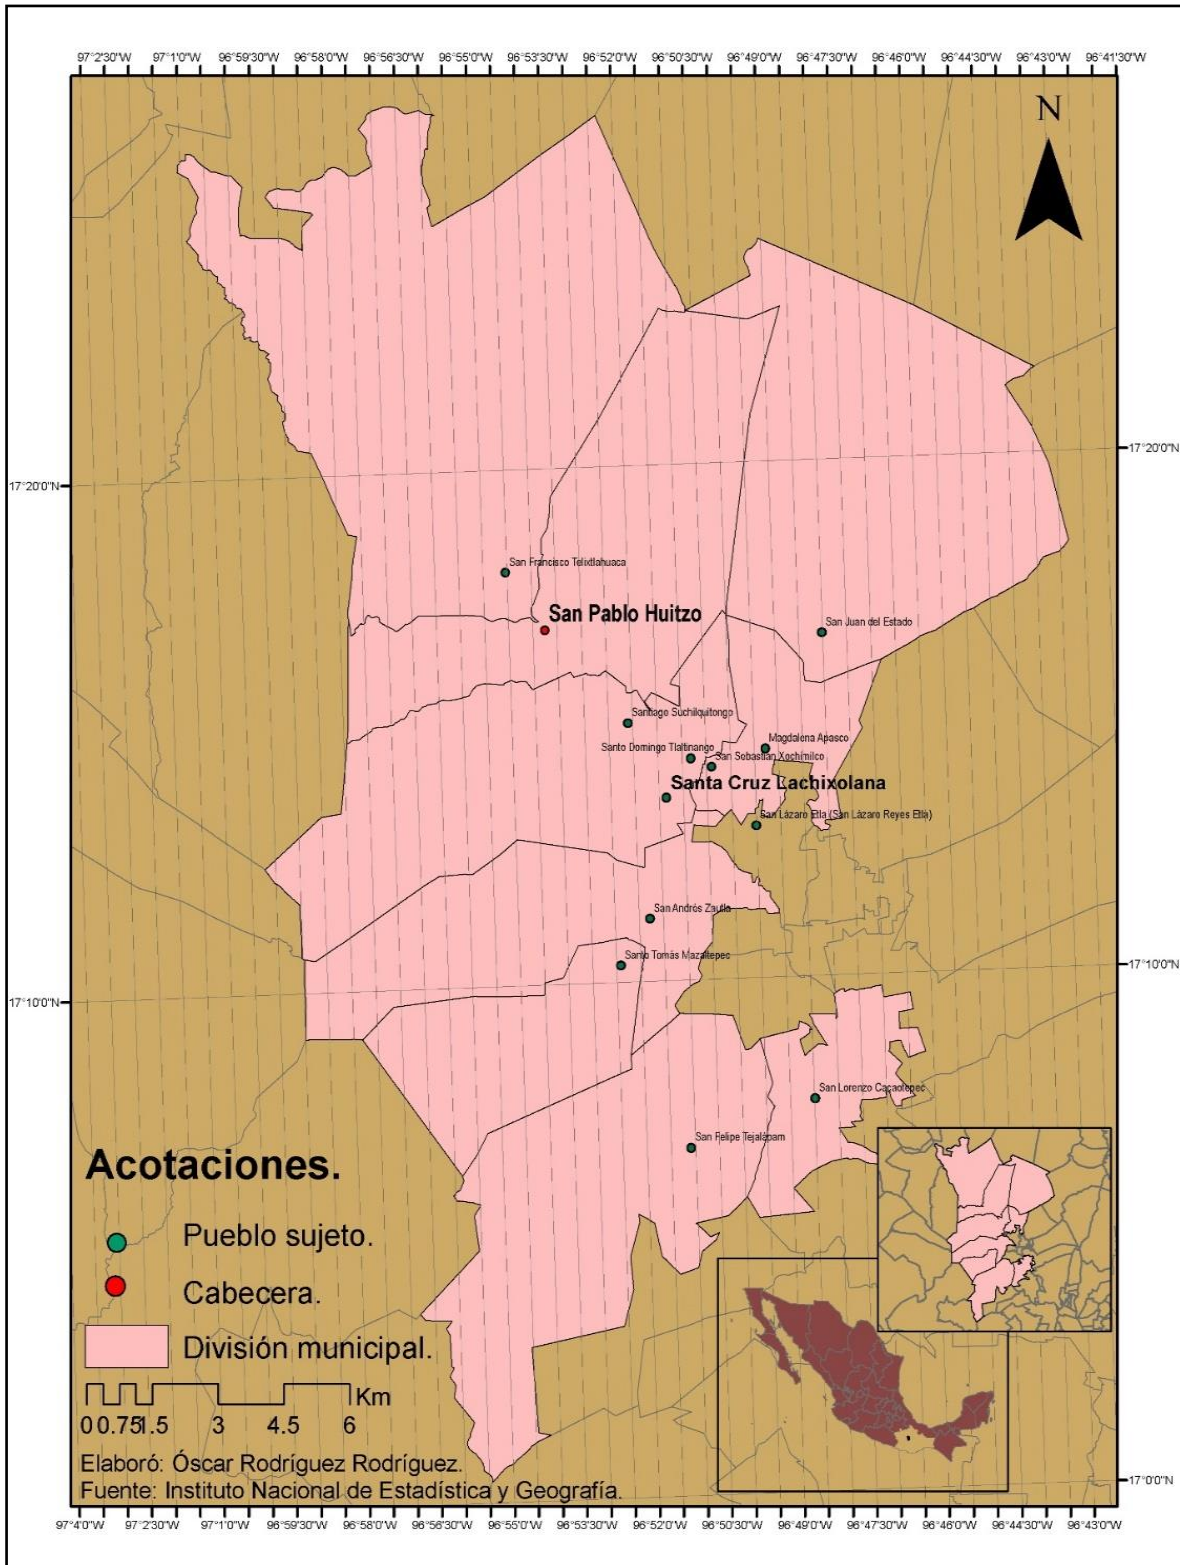 97°2'30"W 97°1'0"W 96°59'30"W 96°58'0"W 96°56'30"W 96°55'0"W 96°53'30"W 96°52'0"W 96°50'30"W 96°49'0"W 96°47'30"W 96°46'0"W 96°44'30"W 96°43'0"W 96°41'30"W
N
17°20'0"N
17°20'0"N
San Francisco Telixtlahuaca
San Pablo Huitzo
San Juan del Estado
Santiago Suchilquitongo
Magdalena Apasco
Santo Domingo Tlaltinango
San Sebastián Xochimilco
Santa Cruz Lachixolana
San Lázaro Etla (San Lázaro Reyes Etla)
San Andrés Zautla
Santo Tomás Mazaltepec
17°10'0"N
17°10'0"N
San Lorenzo Cacaotepec
San Felipe Tejalápam
Acotaciones.
Pueblo sujeto.
Cabecera.
División municipal.
Km
0 0.75 1.5 3 4.5 6
Elaboró: Óscar Rodríguez Rodríguez.
Fuente: Instituto Nacional de Estadística y Geografía.
17°0'0"N
97°4'0"W 97°2'30"W 97°1'0"W 96°59'30"W 96°58'0"W 96°56'30"W 96°55'0"W 96°53'30"W 96°52'0"W 96°50'30"W 96°49'0"W 96°47'30"W 96°46'0"W 96°44'30"W 96°43'0"W